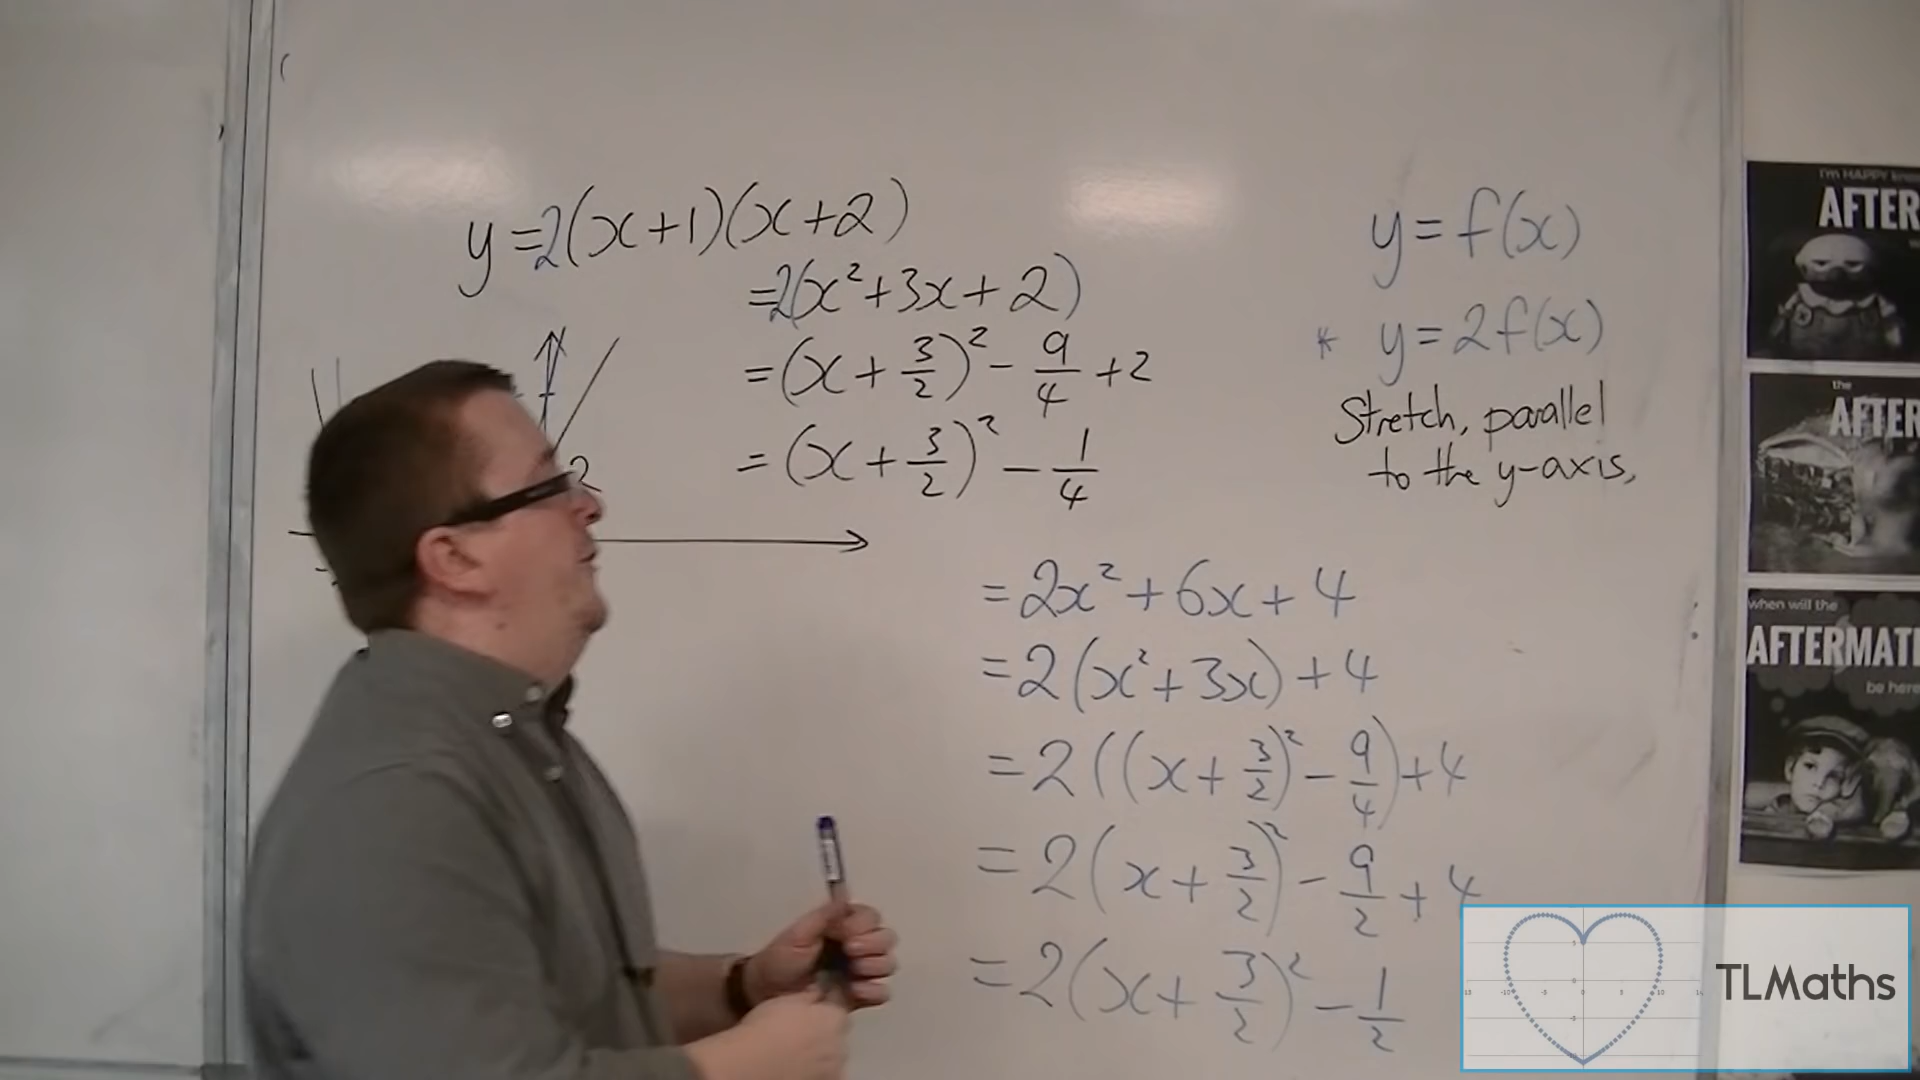 y=2(x+1)(x+2)
=2(x²+3x+2)
=(x+3/2)²-9/4+2
=(x+3/2)²-1/4
2
y=f(x)
* y=2f(x)
Stretch, parallel
to the y-axis,
=2x²+6x+4
=2(x²+3x)+4
=2((x+3/2)²-9/4)+4
=2(x+3/2)²-9/2+4
=2(x+3/2)²-1/2
I'm HAPPY
AFTER
the
AFTER
when will the
AFTERMAT
be here
TLMaths